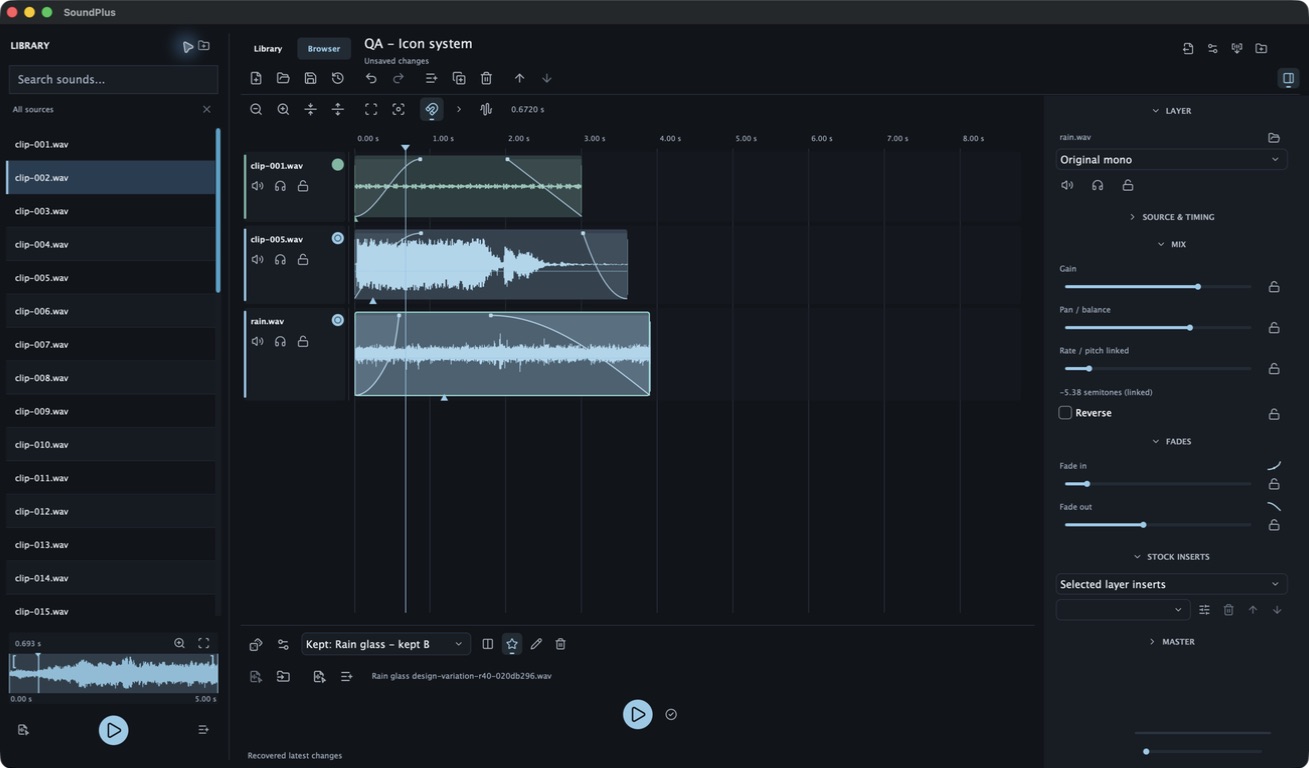 SoundPlus
LIBRARY
Search sounds...
All sources
clip-001.wav
clip-002.wav
clip-003.wav
clip-004.wav
clip-005.wav
clip-006.wav
clip-007.wav
clip-008.wav
clip-009.wav
clip-010.wav
clip-011.wav
clip-012.wav
clip-013.wav
clip-014.wav
clip-015.wav
0.693 s
0.00 s 5.00 s
Library Browser
QA – Icon system
Unsaved changes
0.6720 s
0.00 s 1.00 s 2.00 s 3.00 s 4.00 s 5.00 s 6.00 s 7.00 s 8.00 s
clip-001.wav
clip-005.wav
rain.wav
Kept: Rain glass – kept B
Rain glass design-variation-r40-020db296.wav
Recovered latest changes
LAYER
rain.wav
Original mono
SOURCE & TIMING
MIX
Gain
Pan / balance
Rate / pitch linked
−5.38 semitones (linked)
Reverse
FADES
Fade in
Fade out
STOCK INSERTS
Selected layer inserts
MASTER